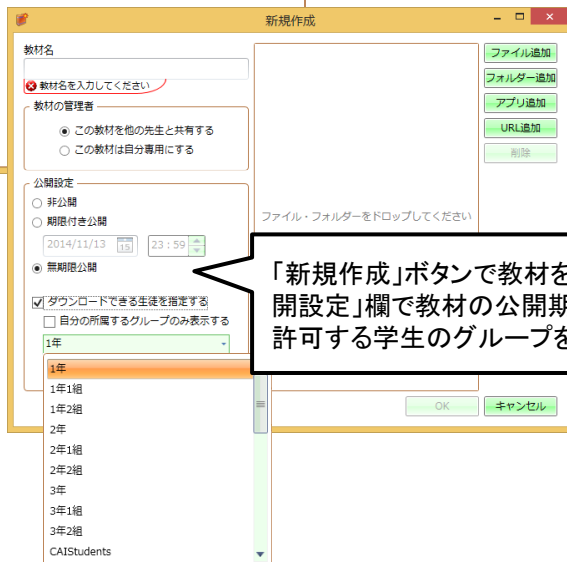 新規作成
教材名
教材名を入力してください
教材の管理者
この教材を他の先生と共有する
この教材は自分専用にする
公開設定
非公開
期限付き公開
2014/11/13 15 23 : 59
無期限公開
ダウンロードできる生徒を指定する
自分の所属するグループのみ表示する
1年
1年
1年1組
1年2組
2年
2年1組
2年2組
3年
3年1組
3年2組
CAIStudents
ファイル・フォルダーをドロップしてください
ファイル追加
フォルダー追加
アプリ追加
URL追加
削除
「新規作成」ボタンで教材を
開設定」欄で教材の公開期
許可する学生のグループを
OK
キャンセル